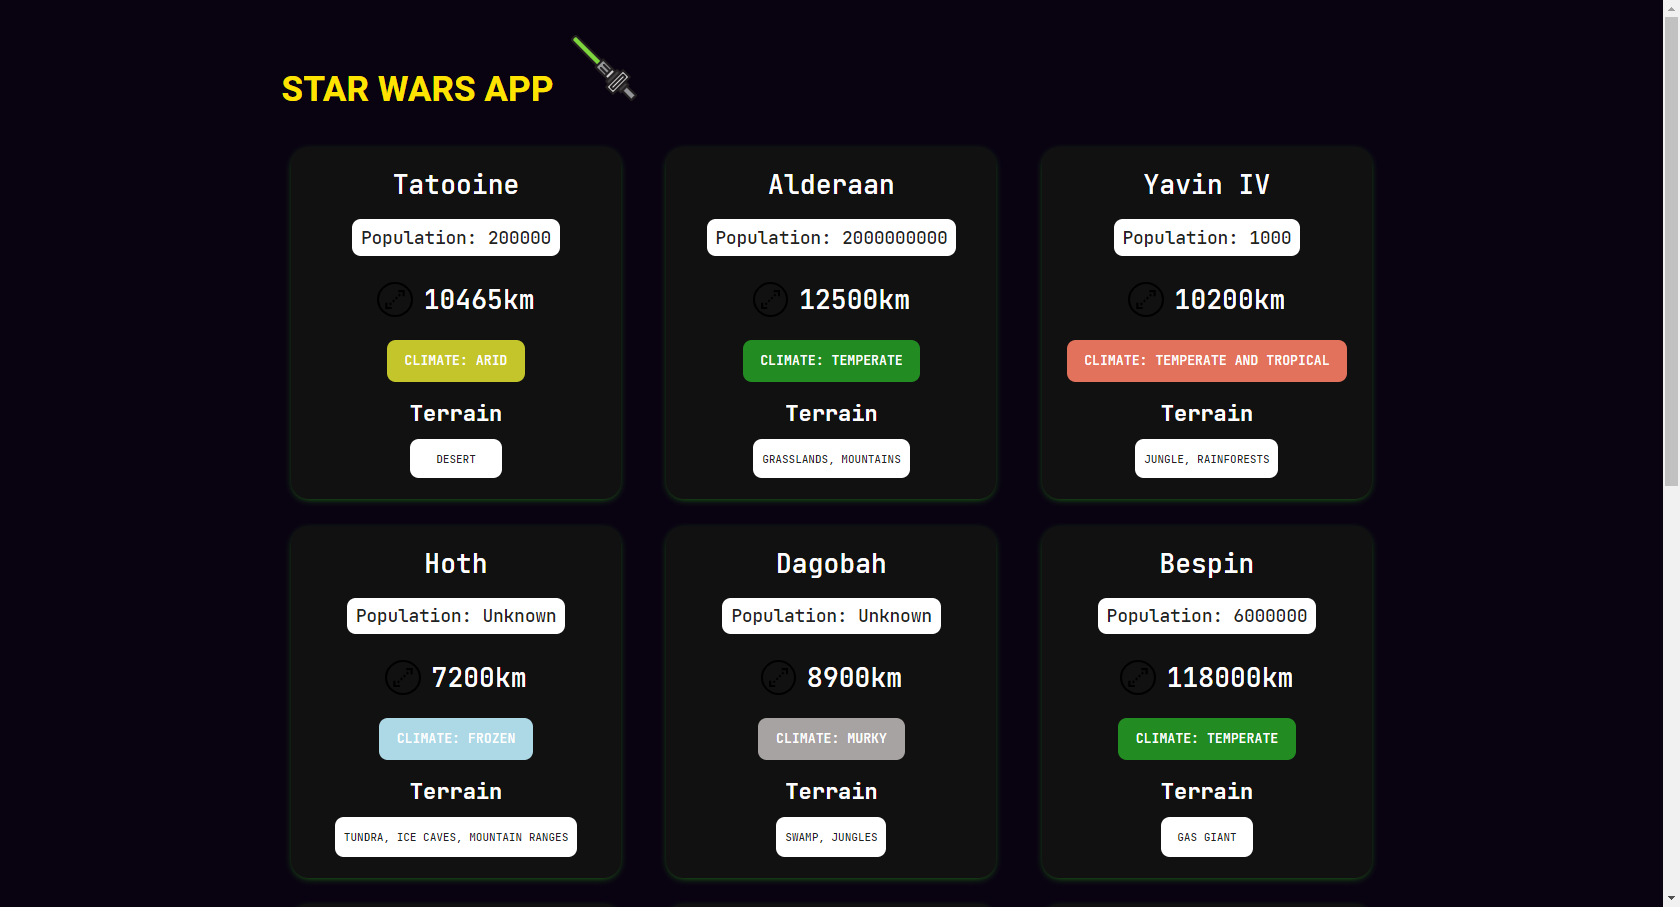 STAR WARS APP
Tatooine
Population: 200000
10465km
CLIMATE: ARID
Terrain
DESERT
Alderaan
Population: 2000000000
12500km
CLIMATE: TEMPERATE
Terrain
GRASSLANDS, MOUNTAINS
Yavin IV
Population: 1000
10200km
CLIMATE: TEMPERATE AND TROPICAL
Terrain
JUNGLE, RAINFORESTS
Hoth
Population: Unknown
7200km
CLIMATE: FROZEN
Terrain
TUNDRA, ICE CAVES, MOUNTAIN RANGES
Dagobah
Population: Unknown
8900km
CLIMATE: MURKY
Terrain
SWAMP, JUNGLES
Bespin
Population: 6000000
118000km
CLIMATE: TEMPERATE
Terrain
GAS GIANT